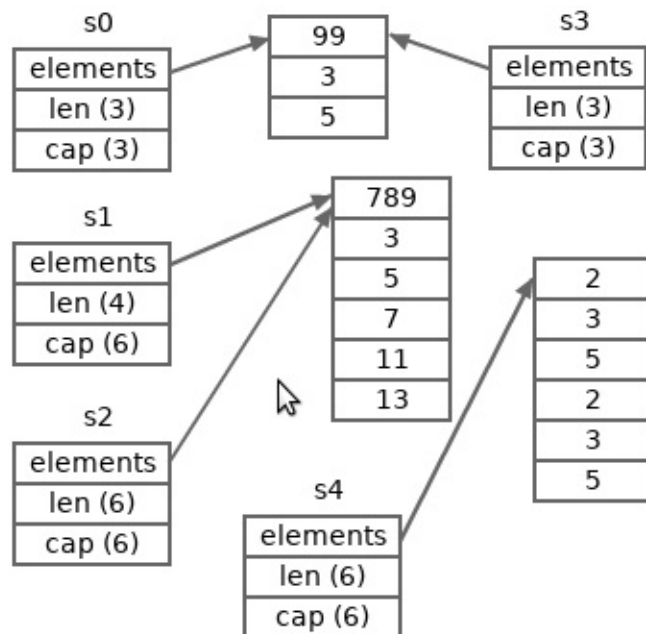 s0
elements
len (3)
cap (3)
99
3
5
s3
elements
len (3)
cap (3)
s1
elements
len (4)
cap (6)
789
3
5
7
11
13
2
3
5
2
3
5
s2
elements
len (6)
cap (6)
s4
elements
len (6)
cap (6)